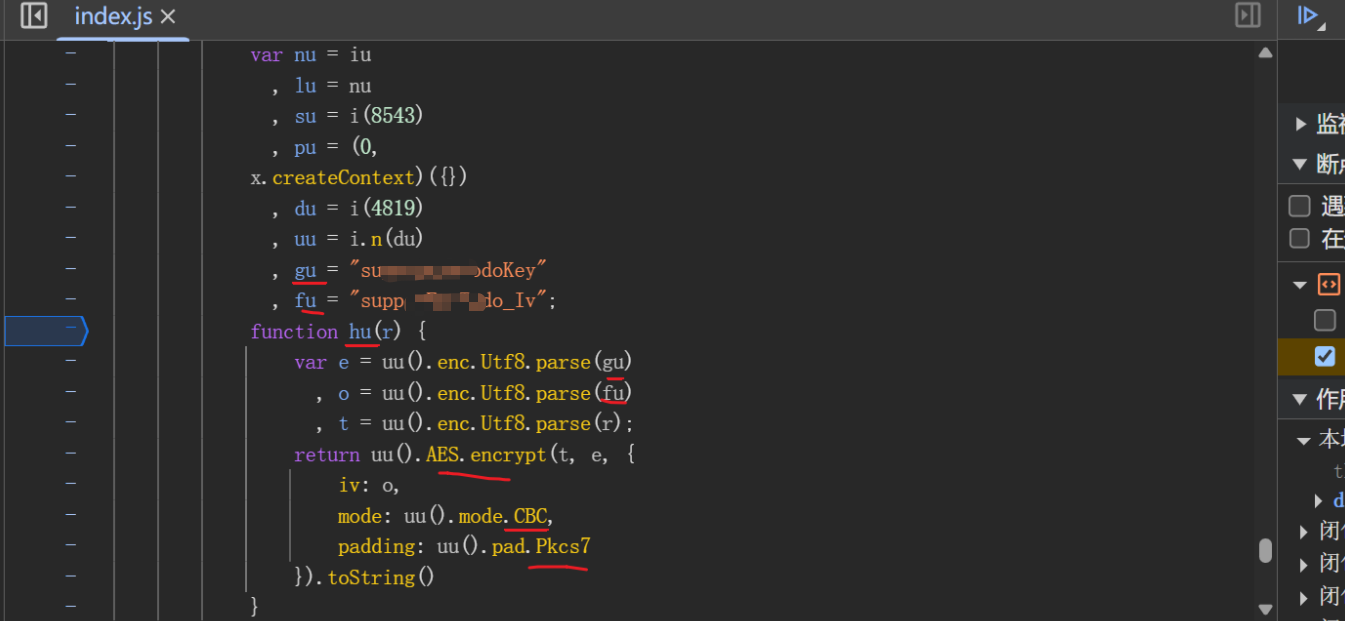 index.js ×
var nu = iu
, lu = nu
, su = i(8543)
, pu = (0,
x.createContext)({})
, du = i(4819)
, uu = i.n(du)
, gu = "su doKey"
, fu = "supp do_Iv";
function hu(r) {
var e = uu().enc.Utf8.parse(gu)
, o = uu().enc.Utf8.parse(fu)
, t = uu().enc.Utf8.parse(r);
return uu().AES.encrypt(t, e, {
iv: o,
mode: uu().mode.CBC,
padding: uu().pad.Pkcs7
}).toString()
}
断
遇
在
作
本
t
d
闭
闭
闭